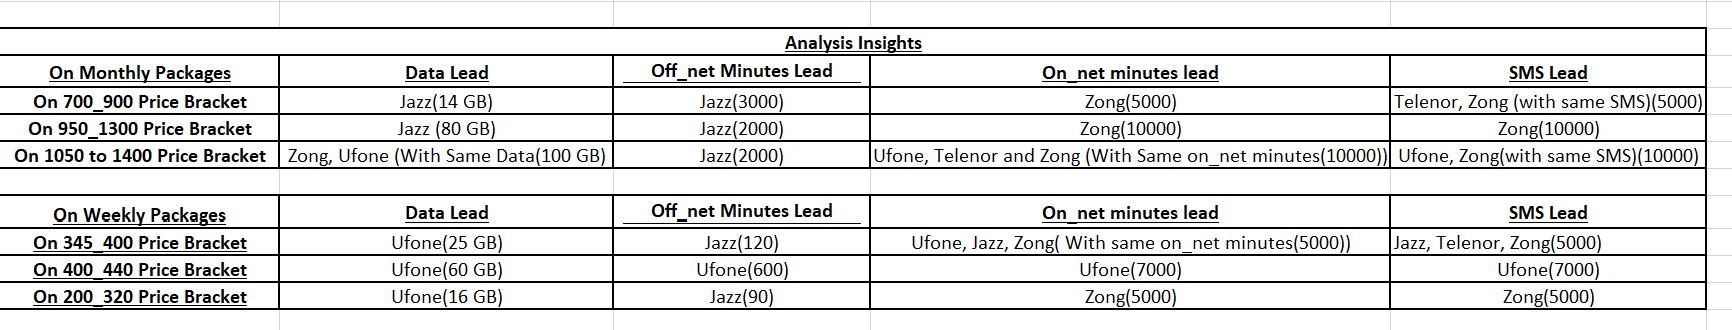 Analysis Insights
On Monthly Packages Data Lead Off_net Minutes Lead On_net minutes lead SMS Lead
On 700_900 Price Bracket Jazz(14 GB) Jazz(3000) Zong(5000) Telenor, Zong (with same SMS)(5000)
On 950_1300 Price Bracket Jazz (80 GB) Jazz(2000) Zong(10000) Zong(10000)
On 1050 to 1400 Price Bracket Zong, Ufone (With Same Data(100 GB) Jazz(2000) Ufone, Telenor and Zong (With Same on_net minutes(10000)) Ufone, Zong(with same SMS)(10000)
On Weekly Packages Data Lead Off_net Minutes Lead On_net minutes lead SMS Lead
On 345_400 Price Bracket Ufone(25 GB) Jazz(120) Ufone, Jazz, Zong( With same on_net minutes(5000)) Jazz, Telenor, Zong(5000)
On 400_440 Price Bracket Ufone(60 GB) Ufone(600) Ufone(7000) Ufone(7000)
On 200_320 Price Bracket Ufone(16 GB) Jazz(90) Zong(5000) Zong(5000)